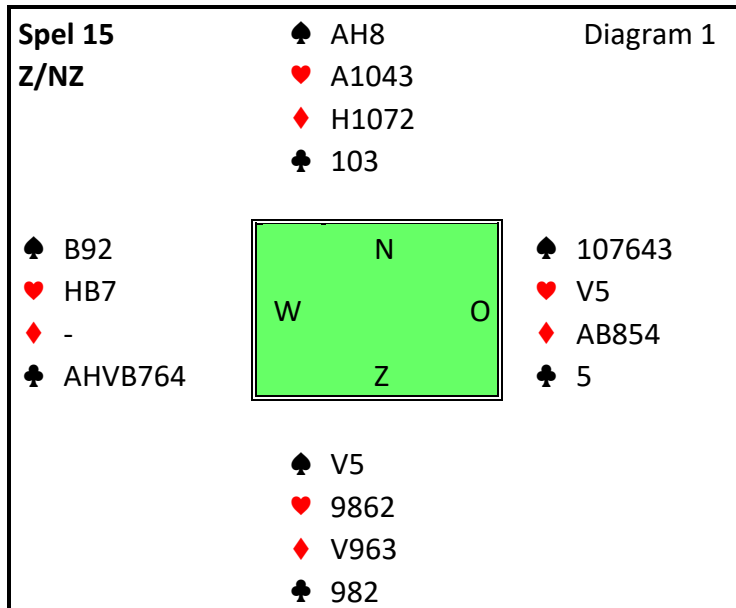 Spel 15 ♠ AH8 Diagram 1
Z/NZ ♥ A1043
♦ H1072
♣ 103
♠ B92 N ♠ 107643
♥ HB7 ♥ V5
W O
♦ - ♦ AB854
♣ AHVB764 Z ♣ 5
♠ V5
♥ 9862
♦ V963
♣ 982